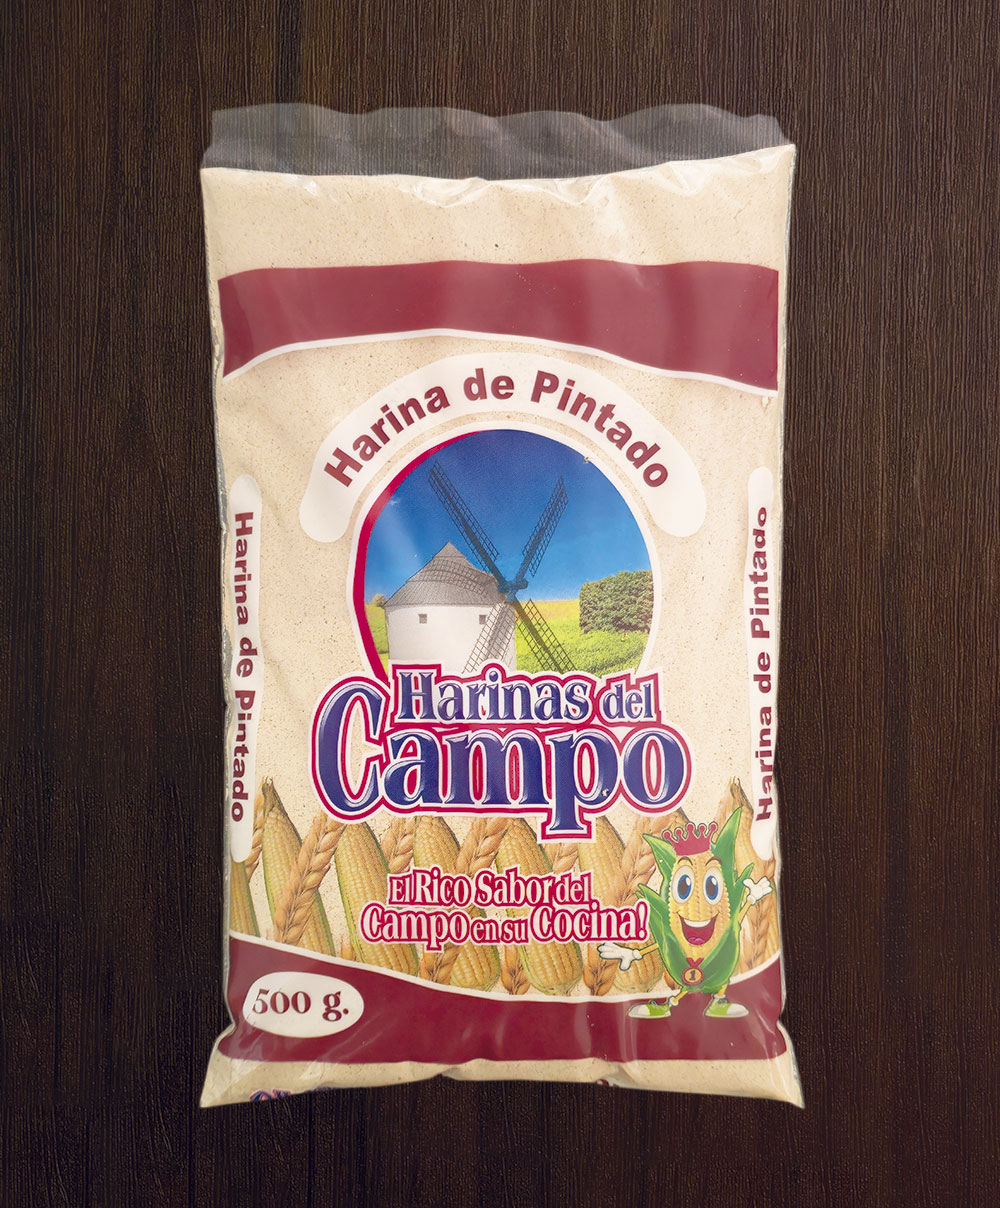 Harina de Pintado
Harina de Pintado
Harina de Pintado
Harinas del
Campo
El Rico Sabor del
Campo en su Cocina!
1
500 g.